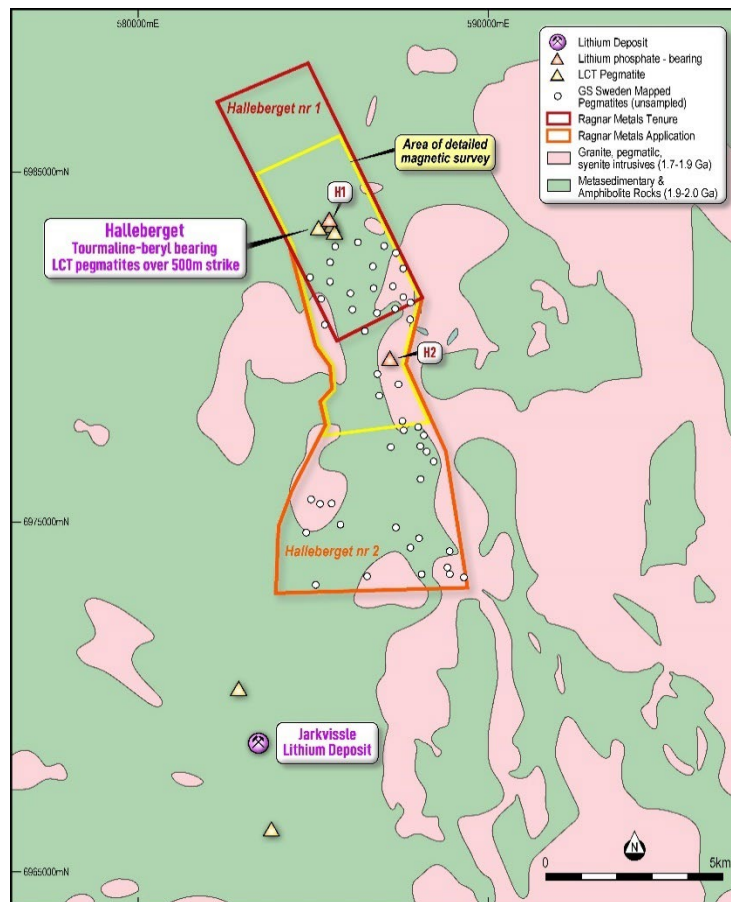 580000mE
590000mE
Lithium Deposit
Lithium phosphate - bearing
LCT Pegmatite
GS Sweden Mapped
Pegmatites (unsampled)
Ragnar Metals Tenure
Ragnar Metals Application
Granite, pegmatilc,
syenite intrusives (1.7-1.9 Ga)
Metasedimentary &
Amphibolite Rocks (1.9-2.0 Ga)
Halleberget nr 1
Area of detailed
magnetic survey
6985000mN
H1
Halleberget
Tourmaline-beryl bearing
LCT pegmatites over 500m strike
H2
6975000mN
Halleberget nr 2
Jarkvissle
Lithium Deposit
6965000mN
N
0
5km